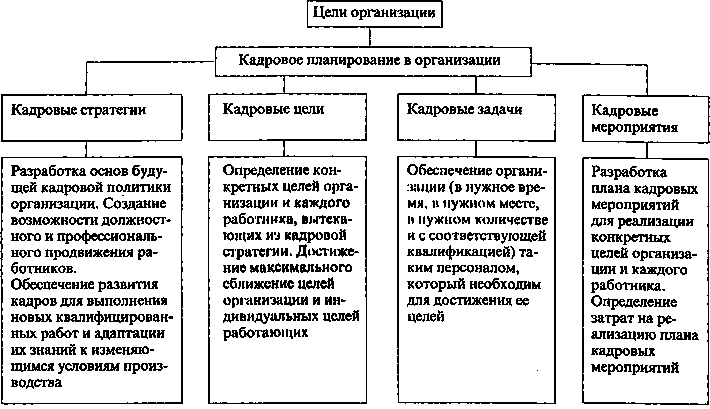 Цели организации
Кадровое планирование в организации
Кадровые стратегии
Кадровые цели
Кадровые задачи
Кадровые
мероприятия
Разработка основ буду-
щей кадровой политики
организации. Создание
возможности должност-
ного и профессиональ-
ного продвижения ра-
ботников.
Обеспечение развития
кадров для выполнения
новых квалифицирован-
ных работ и адаптации
их знаний к изменяю-
щимся условиям произ-
водства
Определение кон-
кретных целей орга-
низации и каждого
работника, вытека-
ющих из кадровой
стратегии. Достиже-
ние максимального
сближение целей
организации и ин-
дивидуальных целей
работающих
Обеспечение органи-
зации (в нужное вре-
мя, в нужном месте,
в нужном количестве
и с соответствующей
квалификацией) та-
ким персоналом,
который необходим
для достижения ее
целей
Разработка
плана кадровых
мероприятий
для реализации
конкретных
целей организа-
ции и каждого
работника.
Определение
затрат на ре-
ализацию плана
кадровых
мероприятий